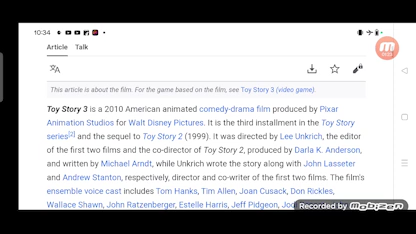 10:34
Article Talk
This article is about the film. For the game based on the film, see Toy Story 3 (video game).
Toy Story 3 is a 2010 American animated comedy-drama film produced by Pixar
Animation Studios for Walt Disney Pictures. It is the third installment in the Toy Story
series[2] and the sequel to Toy Story 2 (1999). It was directed by Lee Unkrich, the editor
of the first two films and the co-director of Toy Story 2, produced by Darla K. Anderson,
and written by Michael Arndt, while Unkrich wrote the story along with John Lasseter
and Andrew Stanton, respectively, director and co-writer of the first two films. The film's
ensemble voice cast includes Tom Hanks, Tim Allen, Joan Cusack, Don Rickles,
Wallace Shawn, John Ratzenberger, Estelle Harris, Jeff Pidgeon,
Recorded by Mobizen